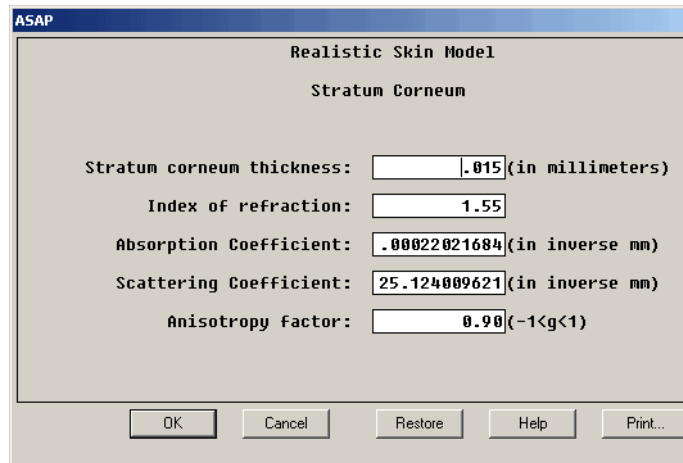 ASAP
Realistic Skin Model
Stratum Corneum
Stratum corneum thickness: .015 (in millimeters)
Index of refraction: 1.55
Absorption Coefficient: .00022021684 (in inverse mm)
Scattering Coefficient: 25.124009621 (in inverse mm)
Anisotropy factor: 0.90 (-1<g<1)
OK Cancel Restore Help Print...